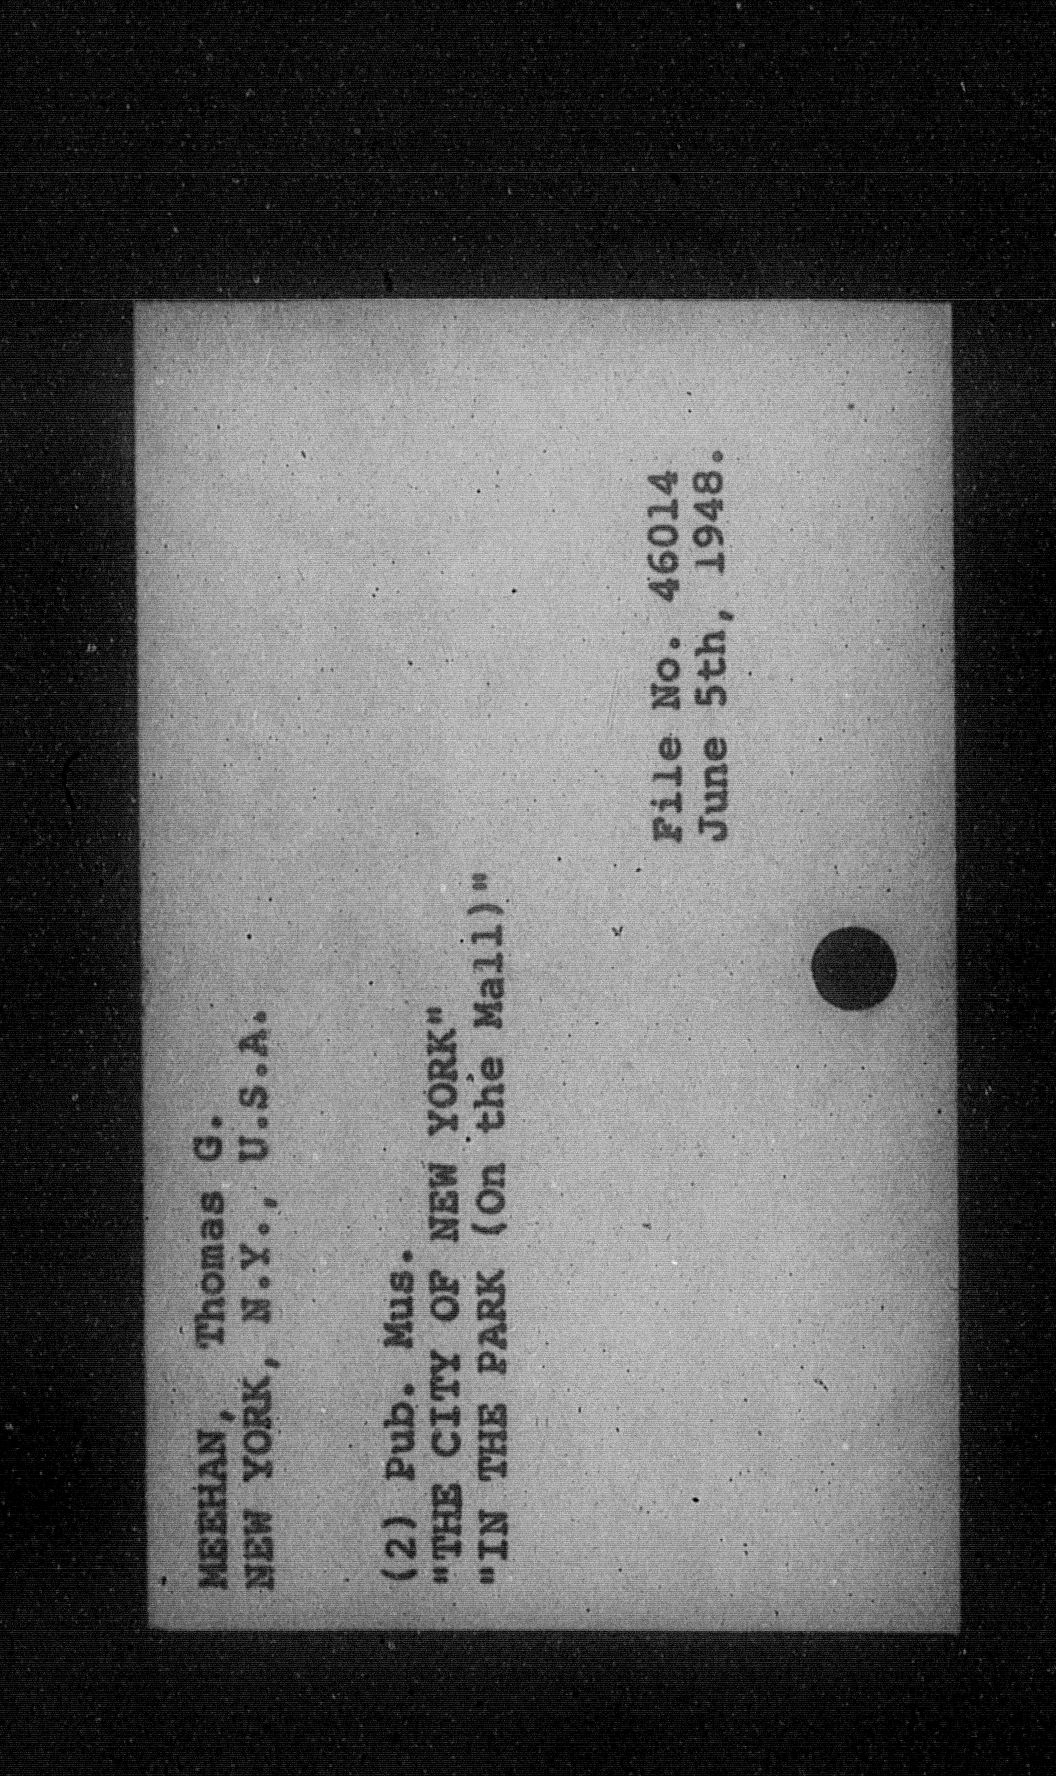 MEEHAN, Thomas G.
NEW YORK, N.Y., U.S.A.
(2) Pub. Mus.
"THE CITY OF NEW YORK"
"IN THE PARK (On the Mall)"
File No. 46014
June 5th, 1948.